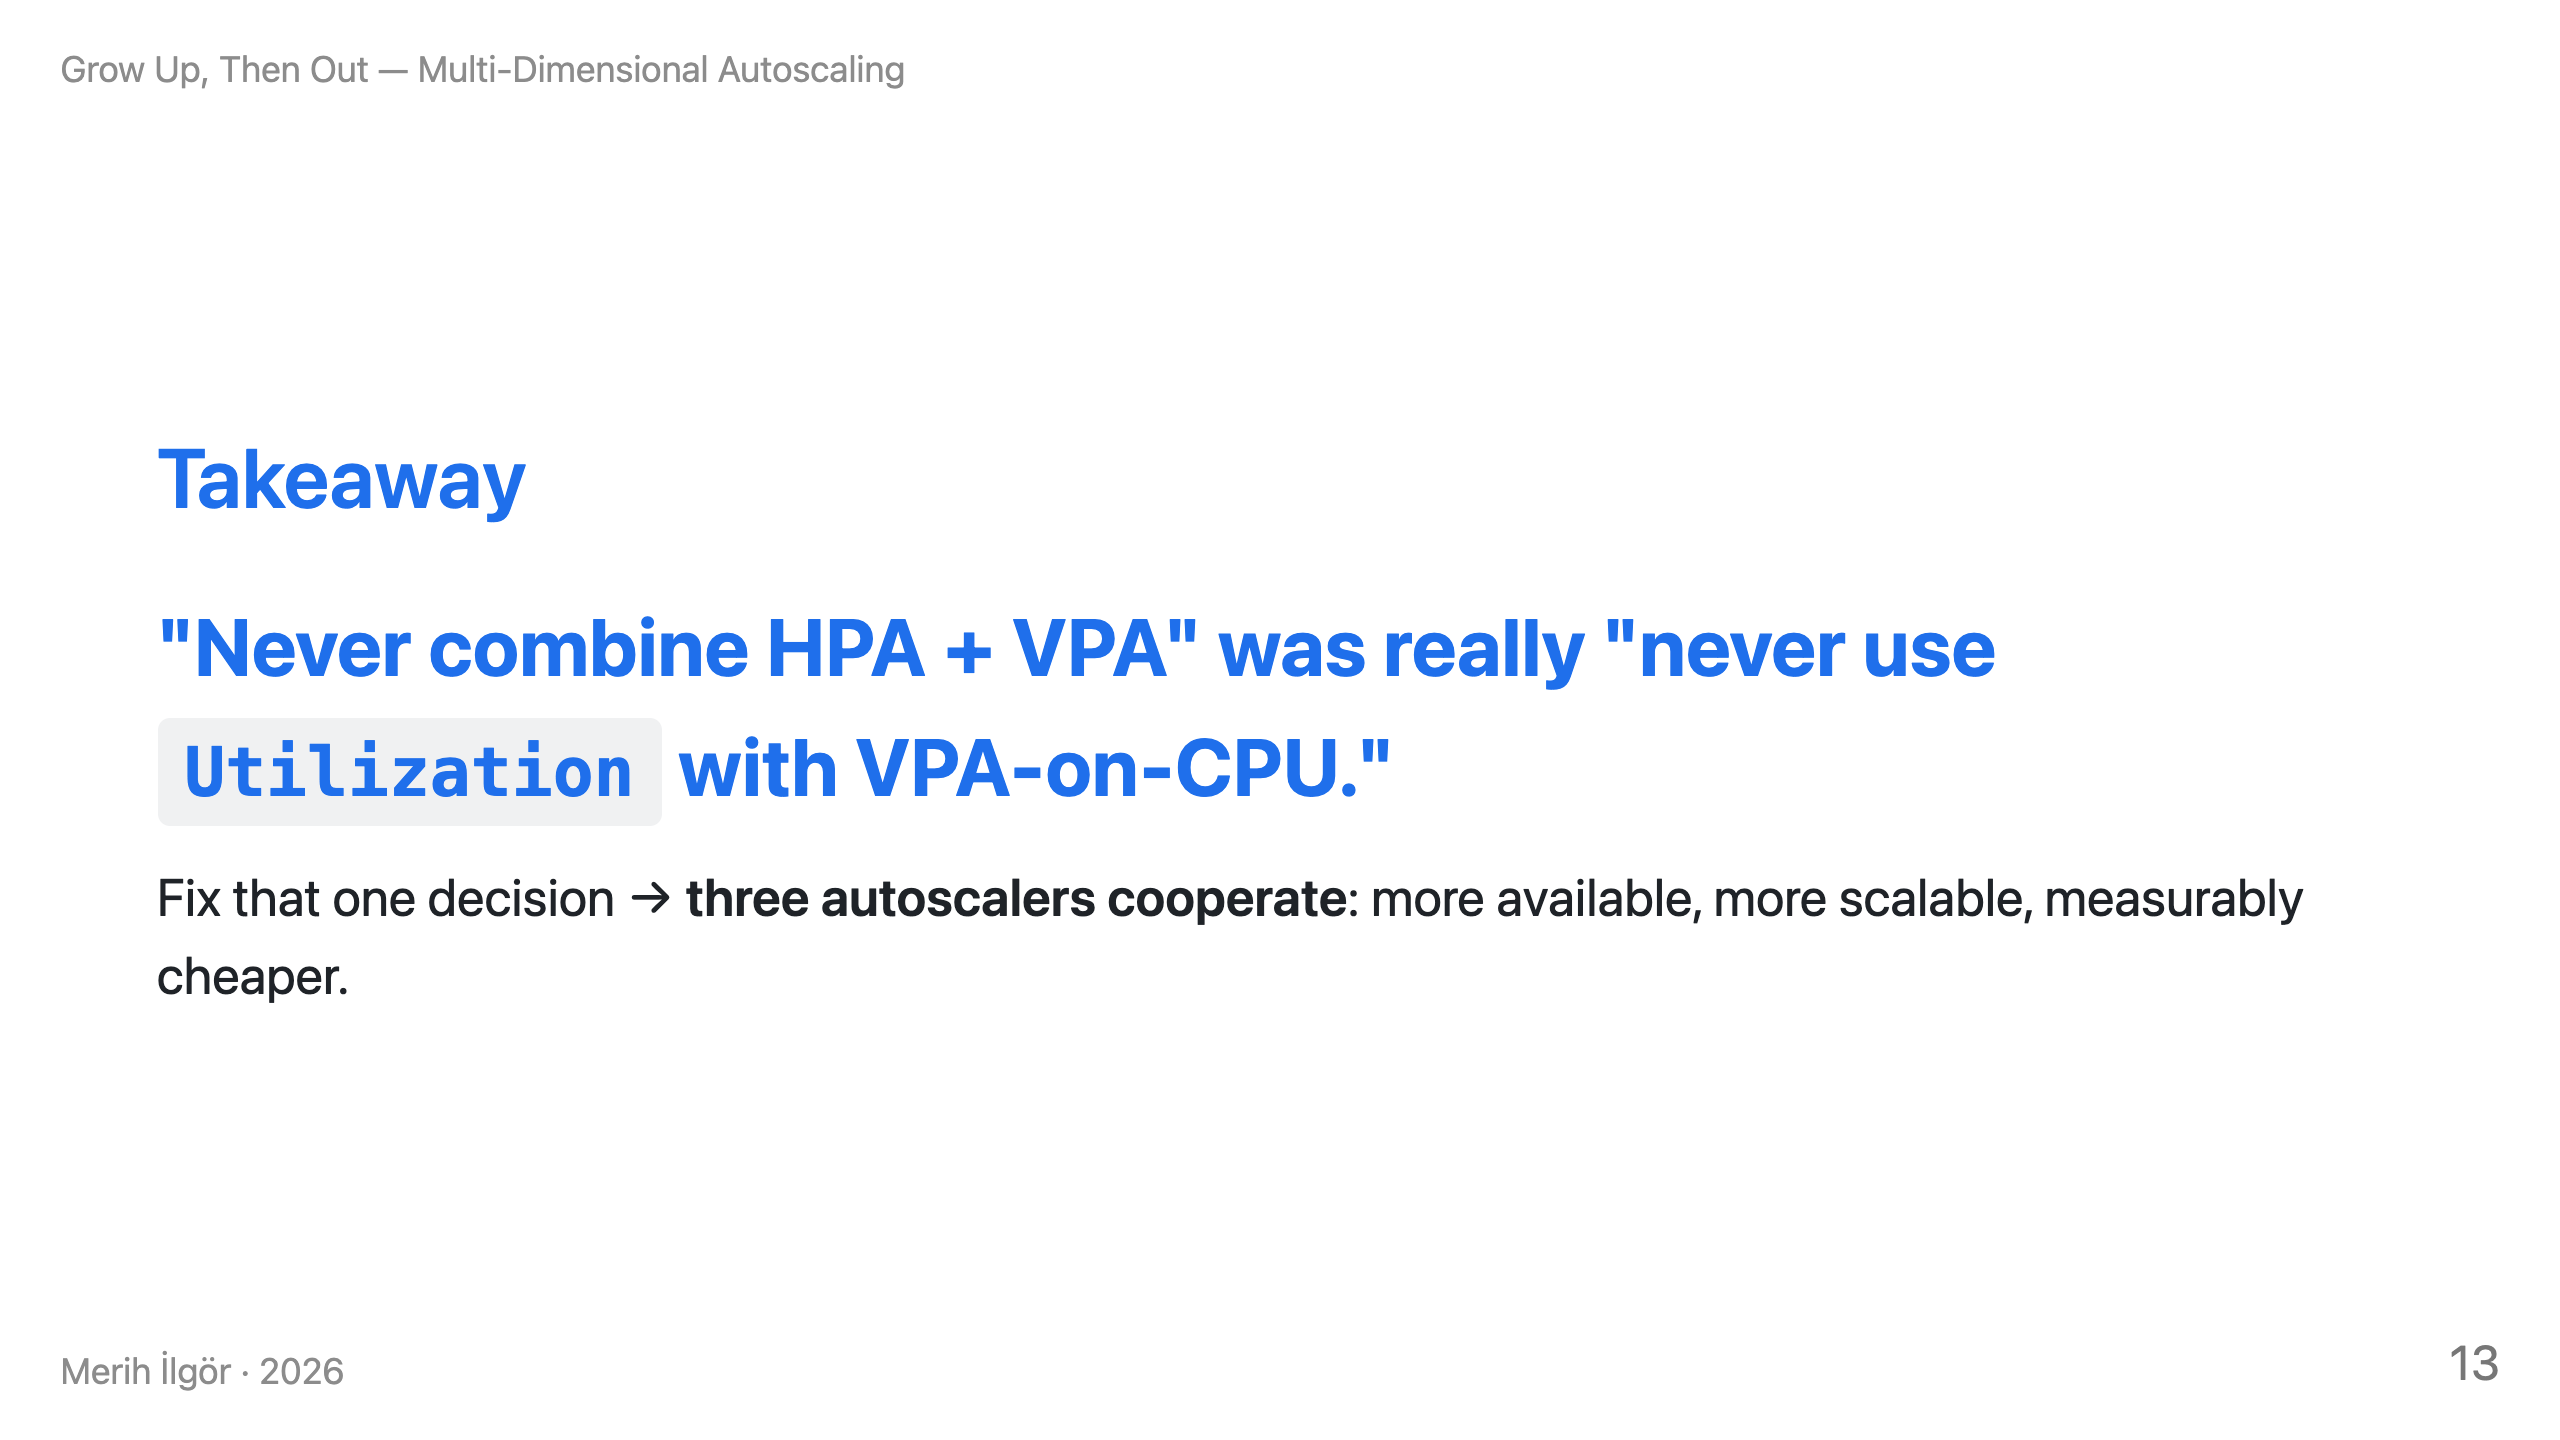 Grow Up, Then Out — Multi-Dimensional Autoscaling
Takeaway
"Never combine HPA + VPA" was really "never use
Utilization with VPA-on-CPU."
Fix that one decision → three autoscalers cooperate: more available, more scalable, measurably
cheaper.
Merih İlgör · 2026
13